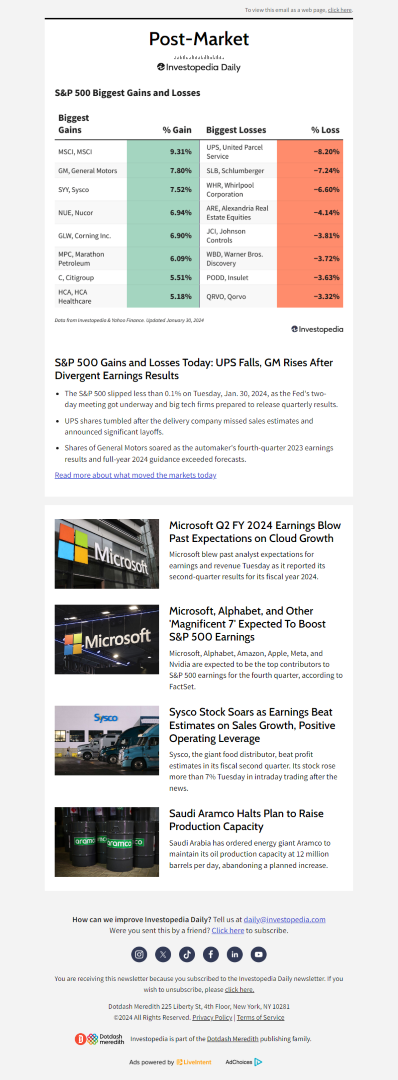 To view this email as a web page, click here.
Post-Market
Investopedia Daily
S&P 500 Biggest Gains and Losses
Biggest Gains % Gain Biggest Losses % Loss
MSCI, MSCI 9.31% UPS, United Parcel Service −8.20%
GM, General Motors 7.80% SLB, Schlumberger −7.24%
SYY, Sysco 7.52% WHR, Whirlpool Corporation −6.60%
NUE, Nucor 6.94% ARE, Alexandria Real Estate Equities −4.14%
GLW, Corning Inc. 6.90% JCI, Johnson Controls −3.81%
MPC, Marathon Petroleum 6.09% WBD, Warner Bros. Discovery −3.72%
C, Citigroup 5.51% PODD, Insulet −3.63%
HCA, HCA Healthcare 5.18% QRVO, Qorvo −3.32%
Data from Investopedia & Yahoo Finance. Updated January 30, 2024
Investopedia
S&P 500 Gains and Losses Today: UPS Falls, GM Rises After
Divergent Earnings Results
• The S&P 500 slipped less than 0.1% on Tuesday, Jan. 30, 2024, as the Fed's two-
day meeting got underway and big tech firms prepared to release quarterly results.
• UPS shares tumbled after the delivery company missed sales estimates and
announced significant layoffs.
• Shares of General Motors soared as the automaker's fourth-quarter 2023 earnings
results and full-year 2024 guidance exceeded forecasts.
Read more about what moved the markets today
Microsoft
Microsoft Q2 FY 2024 Earnings Blow
Past Expectations on Cloud Growth
Microsoft blew past analyst expectations for
earnings and revenue Tuesday as it reported its
second-quarter results for its fiscal year 2024.
Microsoft
Microsoft, Alphabet, and Other
'Magnificent 7' Expected To Boost
S&P 500 Earnings
Microsoft, Alphabet, Amazon, Apple, Meta, and
Nvidia are expected to be the top contributors to
S&P 500 earnings for the fourth quarter, according to
FactSet.
Sysco
Sysco Stock Soars as Earnings Beat
Estimates on Sales Growth, Positive
Operating Leverage
Sysco, the giant food distributor, beat profit
estimates in its fiscal second quarter. Its stock rose
more than 7% Tuesday in intraday trading after the
news.
aramco
aramco
Saudi Aramco Halts Plan to Raise
Production Capacity
Saudi Arabia has ordered energy giant Aramco to
maintain its oil production capacity at 12 million
barrels per day, abandoning a planned increase.
How can we improve Investopedia Daily? Tell us at daily@investopedia.com
Were you sent this by a friend? Click here to subscribe.
You are receiving this newsletter because you subscribed to the Investopedia Daily newsletter. If you
wish to unsubscribe, please click here.
Dotdash Meredith 225 Liberty St, 4th Floor, New York, NY 10281
©2024 All Rights Reserved. Privacy Policy | Terms of Service
Dotdash
meredith
Investopedia is part of the Dotdash Meredith publishing family.
Ads powered by LiveIntent AdChoices